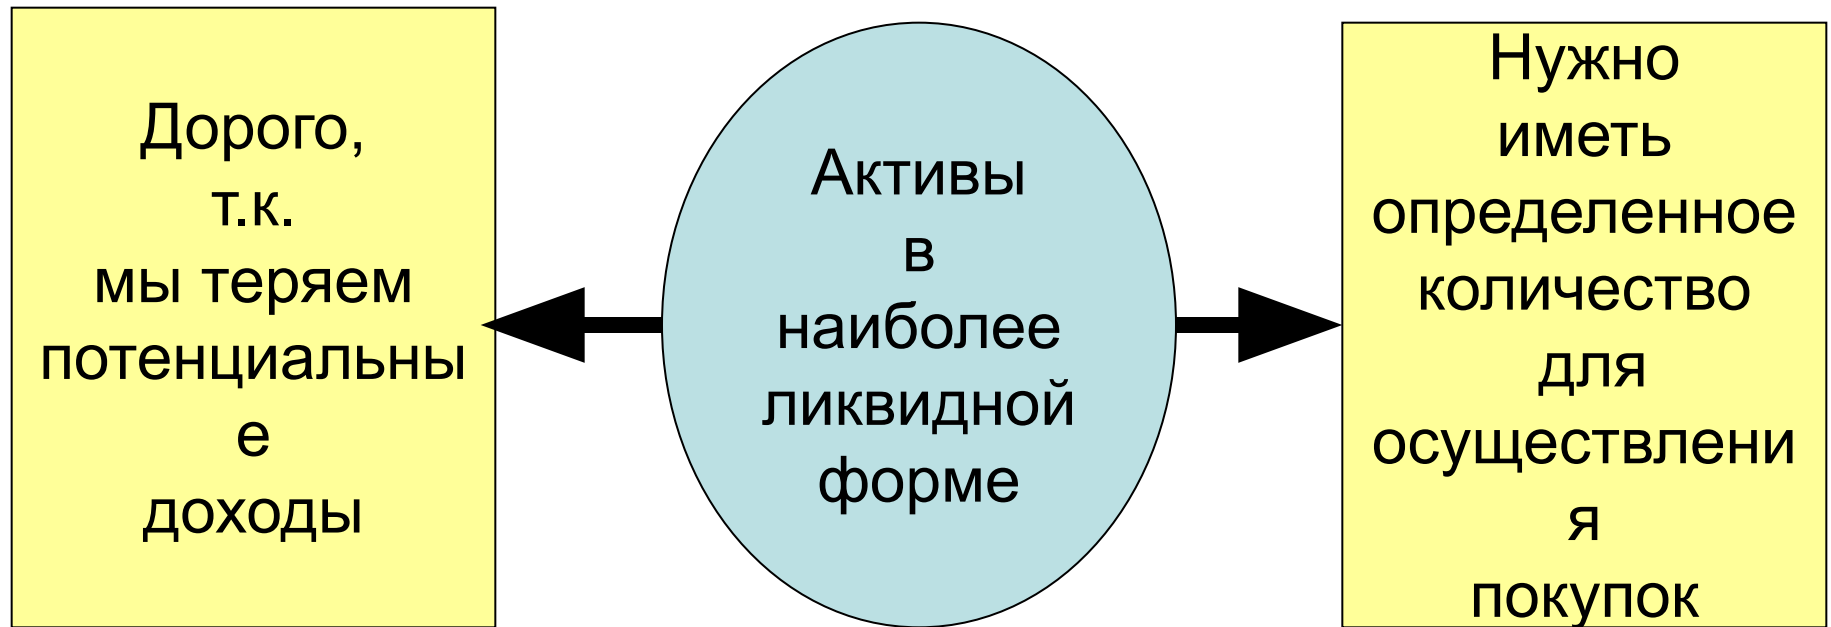 Дорого,
т.к.
мы теряем
потенциальны
е
доходы
Активы
в
наиболее
ликвидной
форме
Нужно
иметь
определенное
количество
для
осуществлени
я
покупок